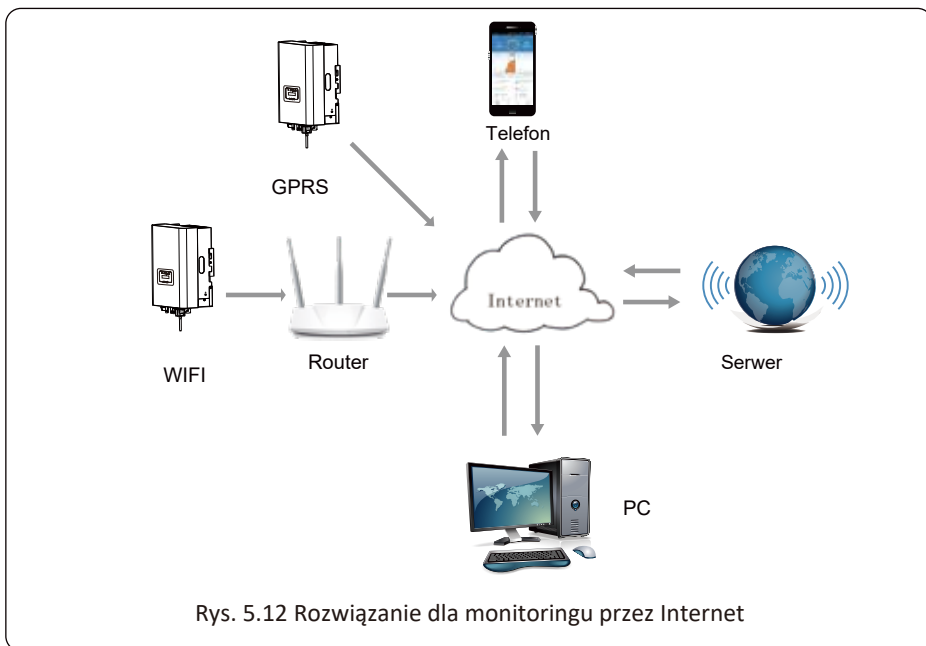 Telefon
GPRS
Internet
WIFI
Router
Serwer
PC
Rys. 5.12 Rozwiązanie dla monitoringu przez Internet